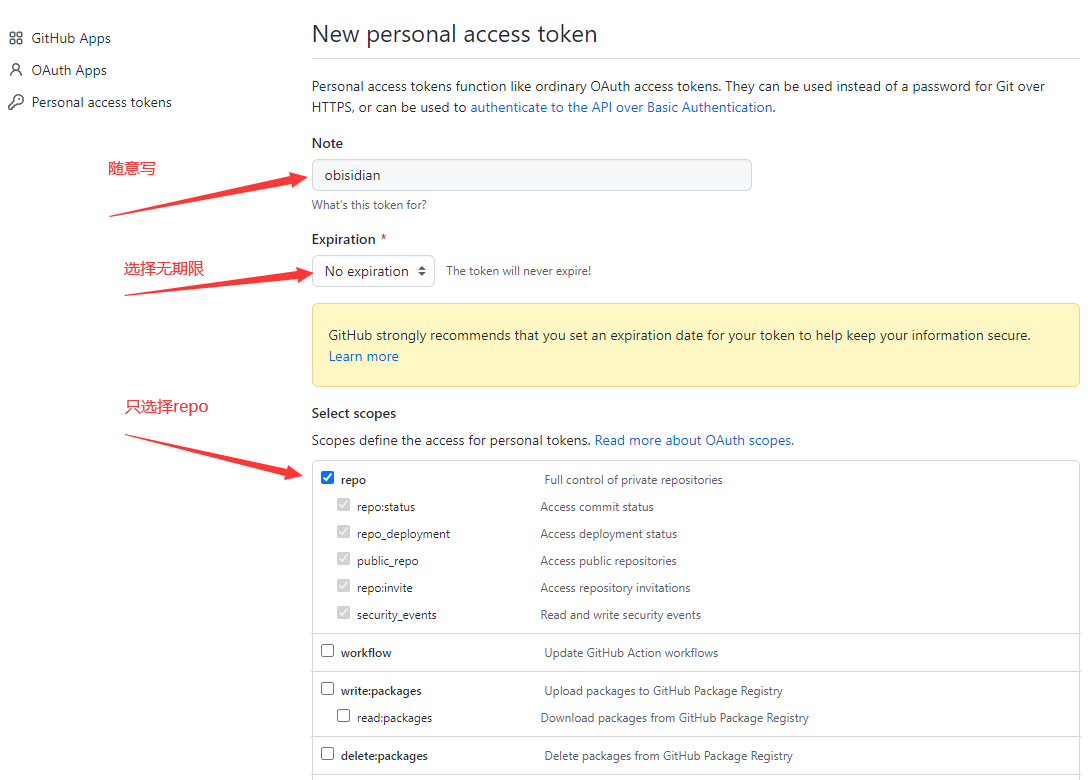 New personal access token
GitHub Apps
OAuth Apps
Personal access tokens
Personal access tokens function like ordinary OAuth access tokens. They can be used instead of a password for Git over
HTTPS, or can be used to authenticate to the API over Basic Authentication.
Note
随意写
obisidian
What's this token for?
Expiration *
选择无期限
No expiration
The token will never expire!
GitHub strongly recommends that you set an expiration date for your token to help keep your information secure.
Learn more
只选择repo
Select scopes
Scopes define the access for personal tokens. Read more about OAuth scopes.
repo Full control of private repositories
repo:status Access commit status
repo_deployment Access deployment status
public_repo Access public repositories
repo:invite Access repository invitations
security_events Read and write security events
workflow Update GitHub Action workflows
write:packages Upload packages to GitHub Package Registry
read:packages Download packages from GitHub Package Registry
delete:packages Delete packages from GitHub Package Registry